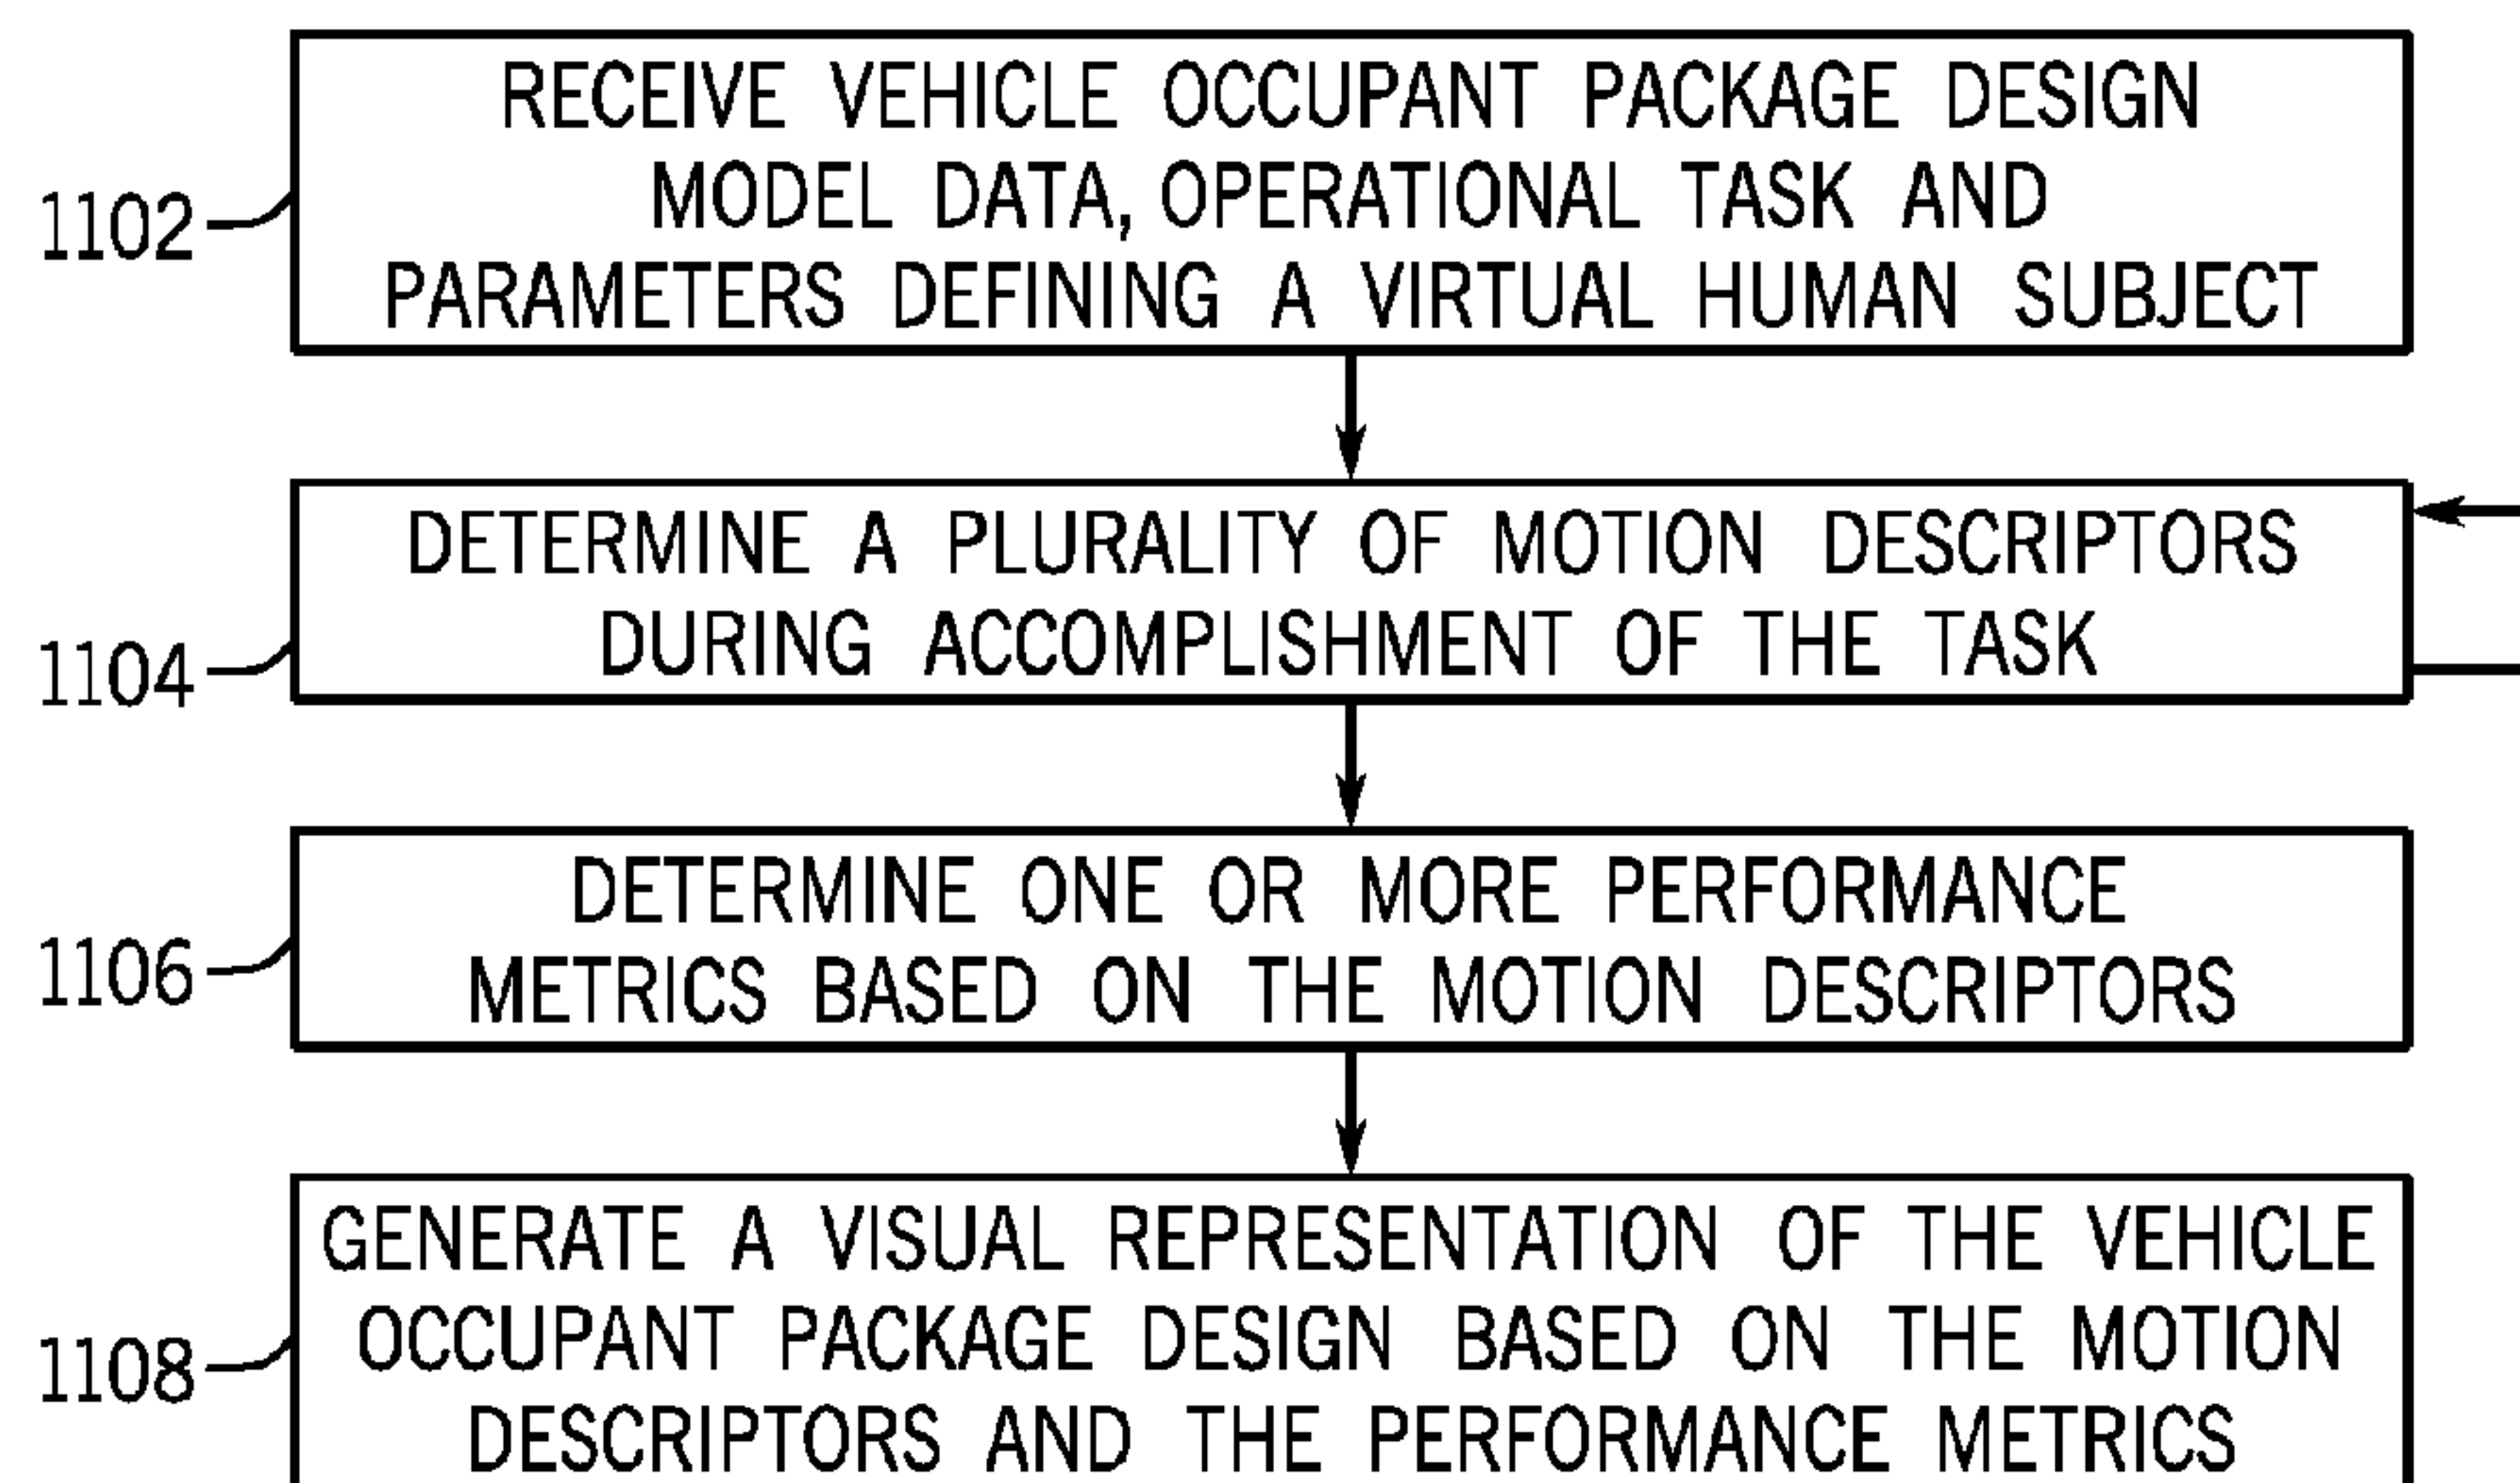 RECEIVE VEHICLE OCCUPANT PACKAGE DESIGN
MODEL DATA, OPERATIONAL TASK AND
PARAMETERS DEFINING A VIRTUAL HUMAN SUBJECT
1102
DETERMINE A PLURALITY OF MOTION DESCRIPTORS
DURING ACCOMPLISHMENT OF THE TASK
1104
DETERMINE ONE OR MORE PERFORMANCE
METRICS BASED ON THE MOTION DESCRIPTORS
1106
GENERATE A VISUAL REPRESENTATION OF THE VEHICLE
OCCUPANT PACKAGE DESIGN BASED ON THE MOTION
DESCRIPTORS AND THE PERFORMANCE METRICS
1108